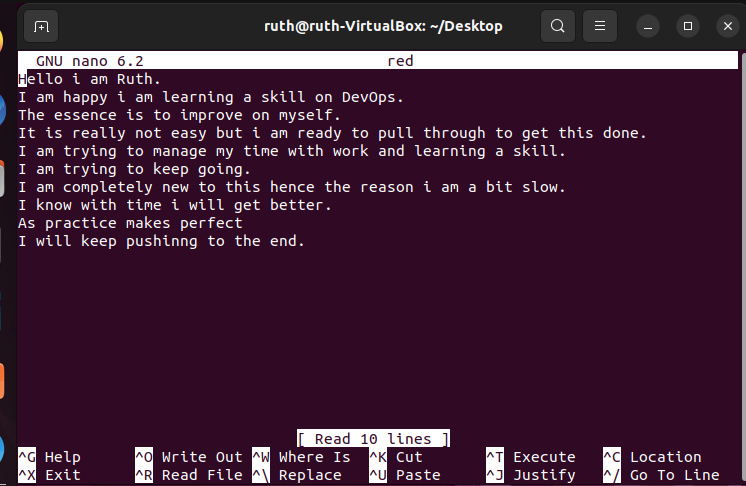 ruth@ruth-VirtualBox: ~/Desktop
GNU nano 6.2 red
Hello i am Ruth.
I am happy i am learning a skill on DevOps.
The essence is to improve on myself.
It is really not easy but i am ready to pull through to get this done.
I am trying to manage my time with work and learning a skill.
I am trying to keep going.
I am completely new to this hence the reason i am a bit slow.
I know with time i will get better.
As practice makes perfect
I will keep pushinng to the end.
[ Read 10 lines ]
^G Help ^O Write Out ^W Where Is ^K Cut ^T Execute ^C Location
^X Exit ^R Read File ^\ Replace ^U Paste ^J Justify ^/ Go To Line